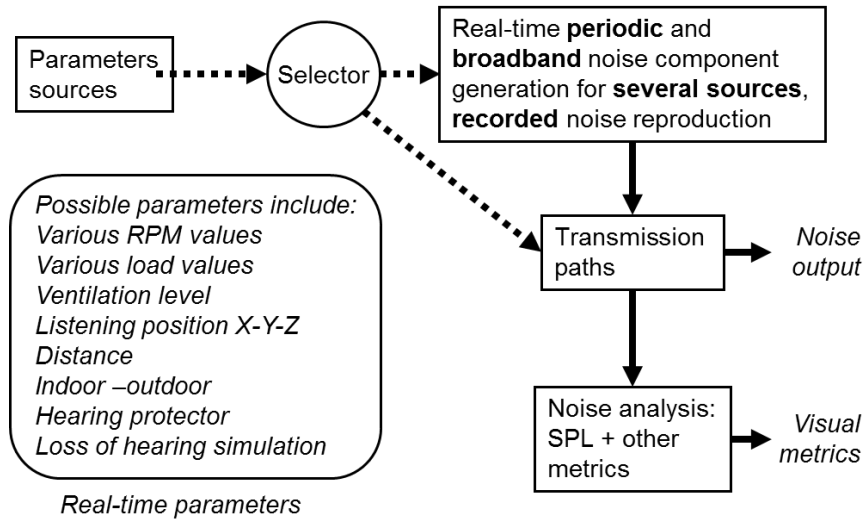 Parameters
sources
Selector
Real-time periodic and
broadband noise component
generation for several sources,
recorded noise reproduction
Possible parameters include:
Various RPM values
Various load values
Ventilation level
Listening position X-Y-Z
Distance
Indoor –outdoor
Hearing protector
Loss of hearing simulation
Real-time parameters
Transmission
paths
Noise
output
Noise analysis:
SPL + other
metrics
Visual
metrics